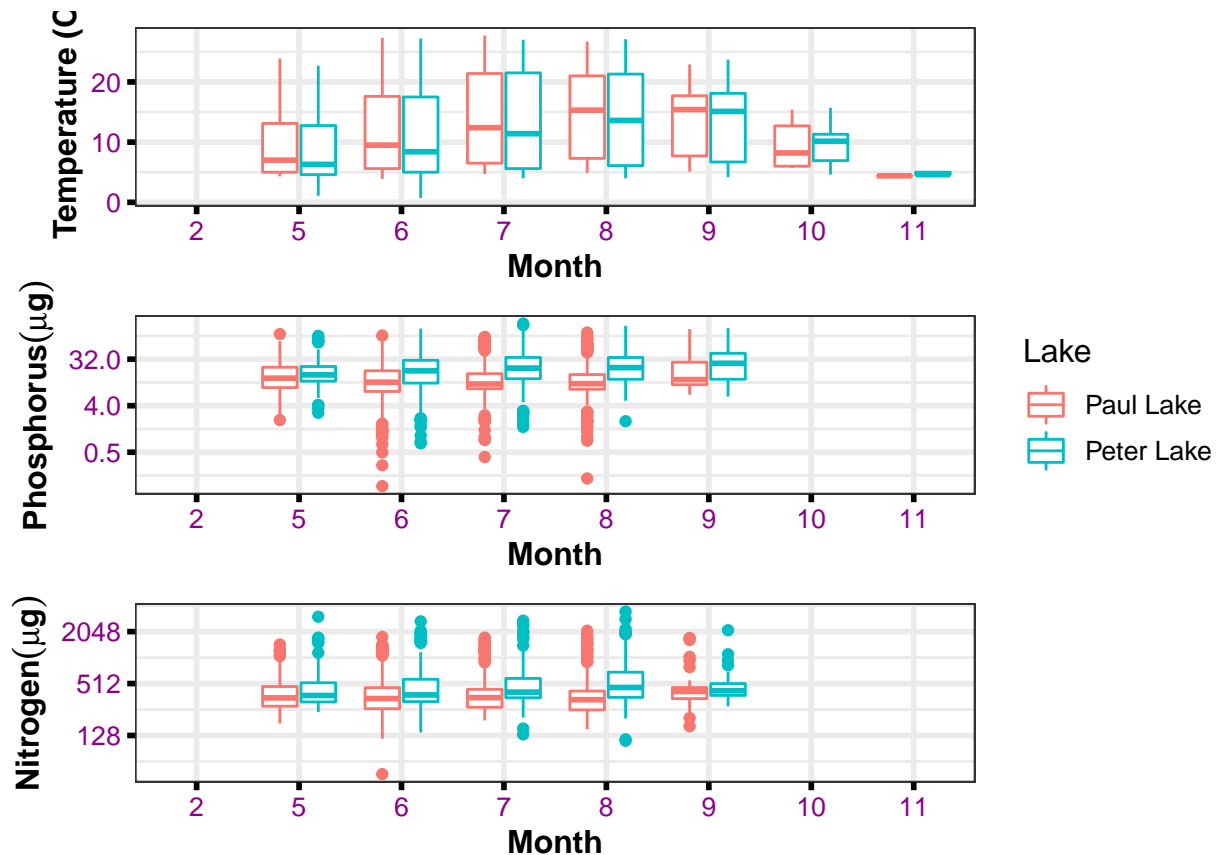 Temperature (C
20
10
0
2 5 6 7 8 9 10 11
Month
Phosphorus(μg)
32.0
4.0
0.5
2 5 6 7 8 9 10 11
Month
Lake
Paul Lake
Peter Lake
Nitrogen(μg)
2048
512
128
2 5 6 7 8 9 10 11
Month